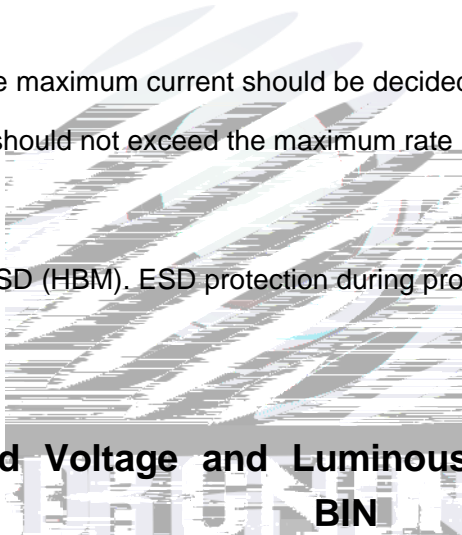 e maximum current should be decided
should not exceed the maximum rate
SD (HBM). ESD protection during pro
d Voltage and Luminous
BIN